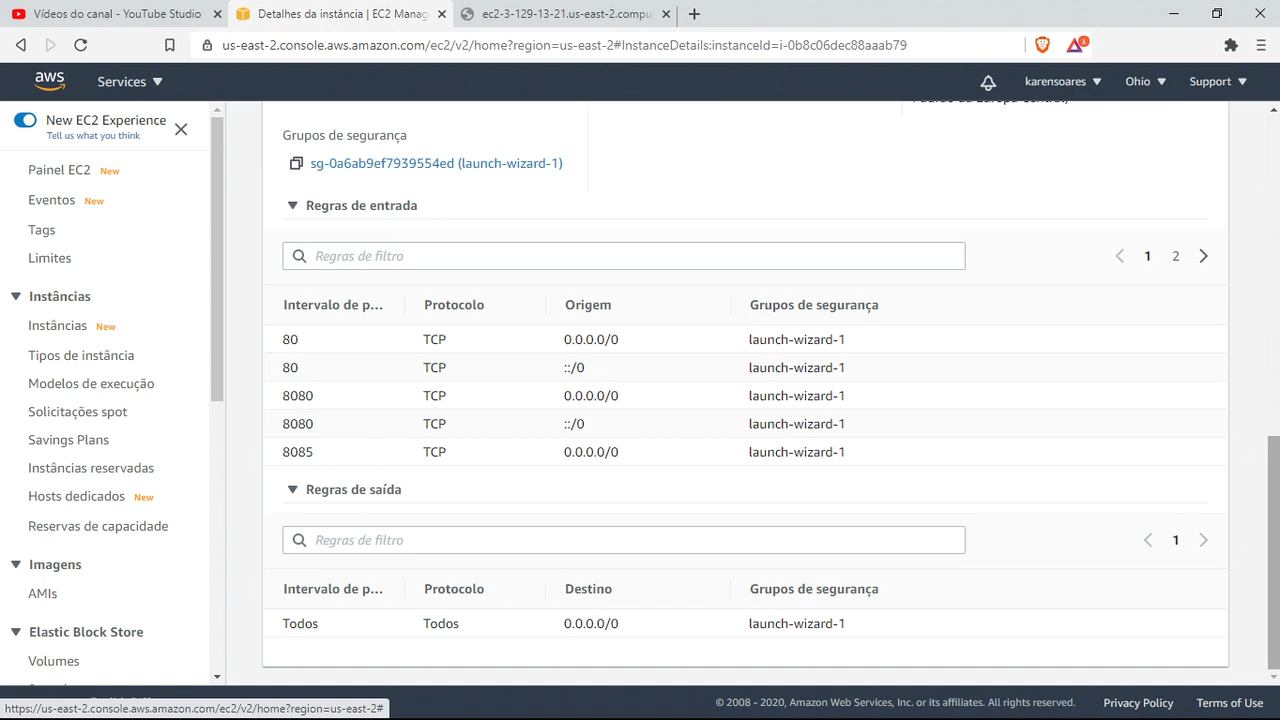 Vídeos do canal - YouTube Studio
Detalhes da instância | EC2 Manag
ec2-3-129-13-21.us-east-2.compu
us-east-2.console.aws.amazon.com/ec2/v2/home?region=us-east-2#InstanceDetails:instanceId=i-0b8c06dec88aaab79
3
aws
Services
karensoares
Ohio
Support
New EC2 Experience
Tell us what you think
Painel EC2 New
Eventos New
Tags
Limites
Instâncias
Instâncias New
Tipos de instância
Modelos de execução
Solicitações spot
Savings Plans
Instâncias reservadas
Hosts dedicados New
Reservas de capacidade
Imagens
AMIs
Elastic Block Store
Volumes
Grupos de segurança
sg-0a6ab9ef7939554ed (launch-wizard-1)
Regras de entrada
Regras de filtro
1 2
Intervalo de p... Protocolo Origem Grupos de segurança
80 TCP 0.0.0.0/0 launch-wizard-1
80 TCP ::/0 launch-wizard-1
8080 TCP 0.0.0.0/0 launch-wizard-1
8080 TCP ::/0 launch-wizard-1
8085 TCP 0.0.0.0/0 launch-wizard-1
Regras de saída
Regras de filtro
1
Intervalo de p... Protocolo Destino Grupos de segurança
Todos Todos 0.0.0.0/0 launch-wizard-1
https://us-east-2.console.aws.amazon.com/ec2/v2/home?region=us-east-2#
© 2008 - 2020, Amazon Web Services, Inc. or its affiliates. All rights reserved.
Privacy Policy
Terms of Use